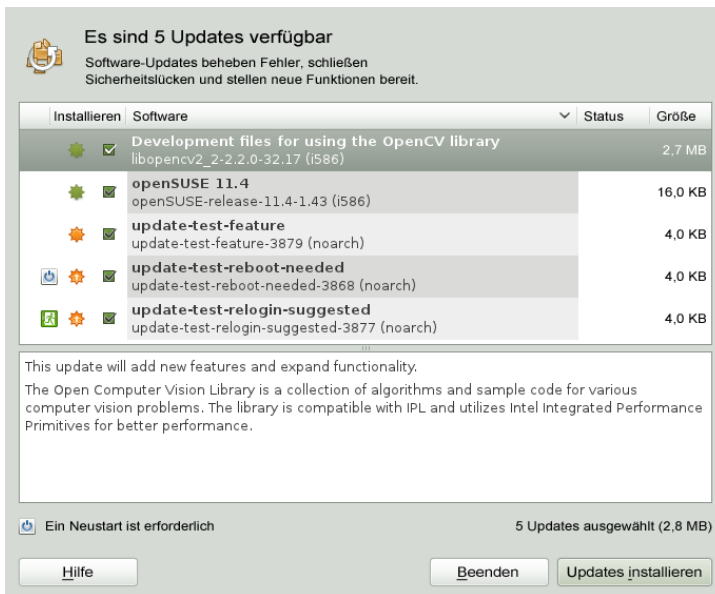 Es sind 5 Updates verfügbar
Software-Updates beheben Fehler, schließen
Sicherheitslücken und stellen neue Funktionen bereit.
Installieren Software Status Größe
Development files for using the OpenCV library
libopencv2_2-2.2.0-32.17 (i586)
2,7 MB
openSUSE 11.4
openSUSE-release-11.4-1.43 (i586)
16,0 KB
update-test-feature
update-test-feature-3879 (noarch)
4,0 KB
update-test-reboot-needed
update-test-reboot-needed-3868 (noarch)
4,0 KB
update-test-relogin-suggested
update-test-relogin-suggested-3877 (noarch)
4,0 KB
This update will add new features and expand functionality.
The Open Computer Vision Library is a collection of algorithms and sample code for various
computer vision problems. The library is compatible with IPL and utilizes Intel Integrated Performance
Primitives for better performance.
Ein Neustart ist erforderlich 5 Updates ausgewählt (2,8 MB)
Hilfe Beenden Updates installieren